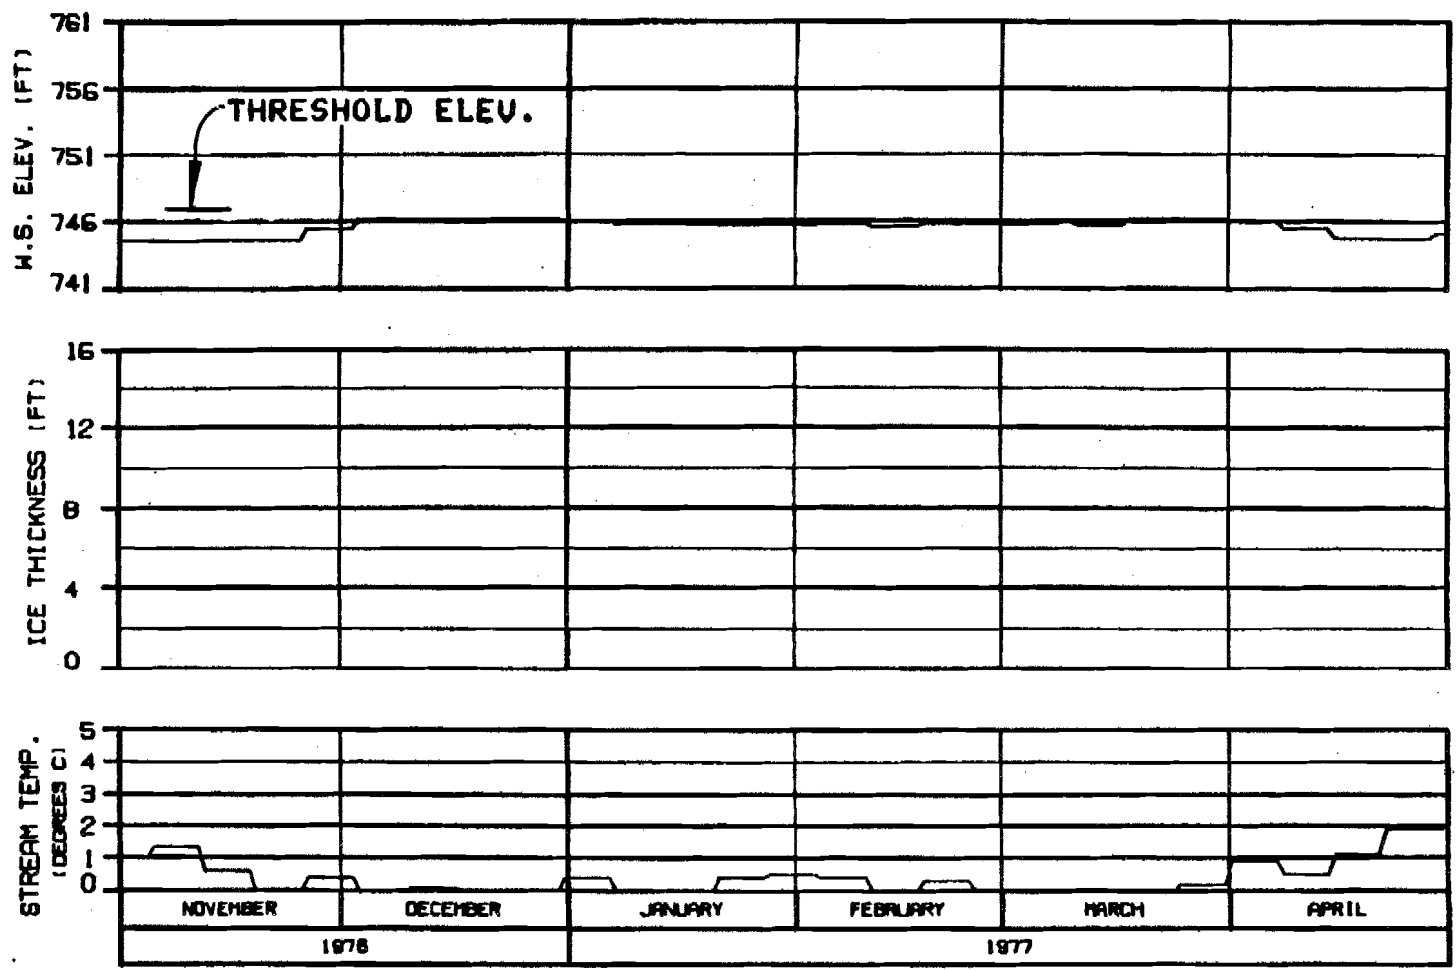 W.S. ELEV. (FT)
761
756
751
746
741
THRESHOLD ELEV.
ICE THICKNESS (FT)
16
12
8
4
0
STREAM TEMP.
(DEGREES C)
5
4
3
2
1
0
NOVEMBER DECEMBER JANUARY FEBRUARY MARCH APRIL
1976 1977